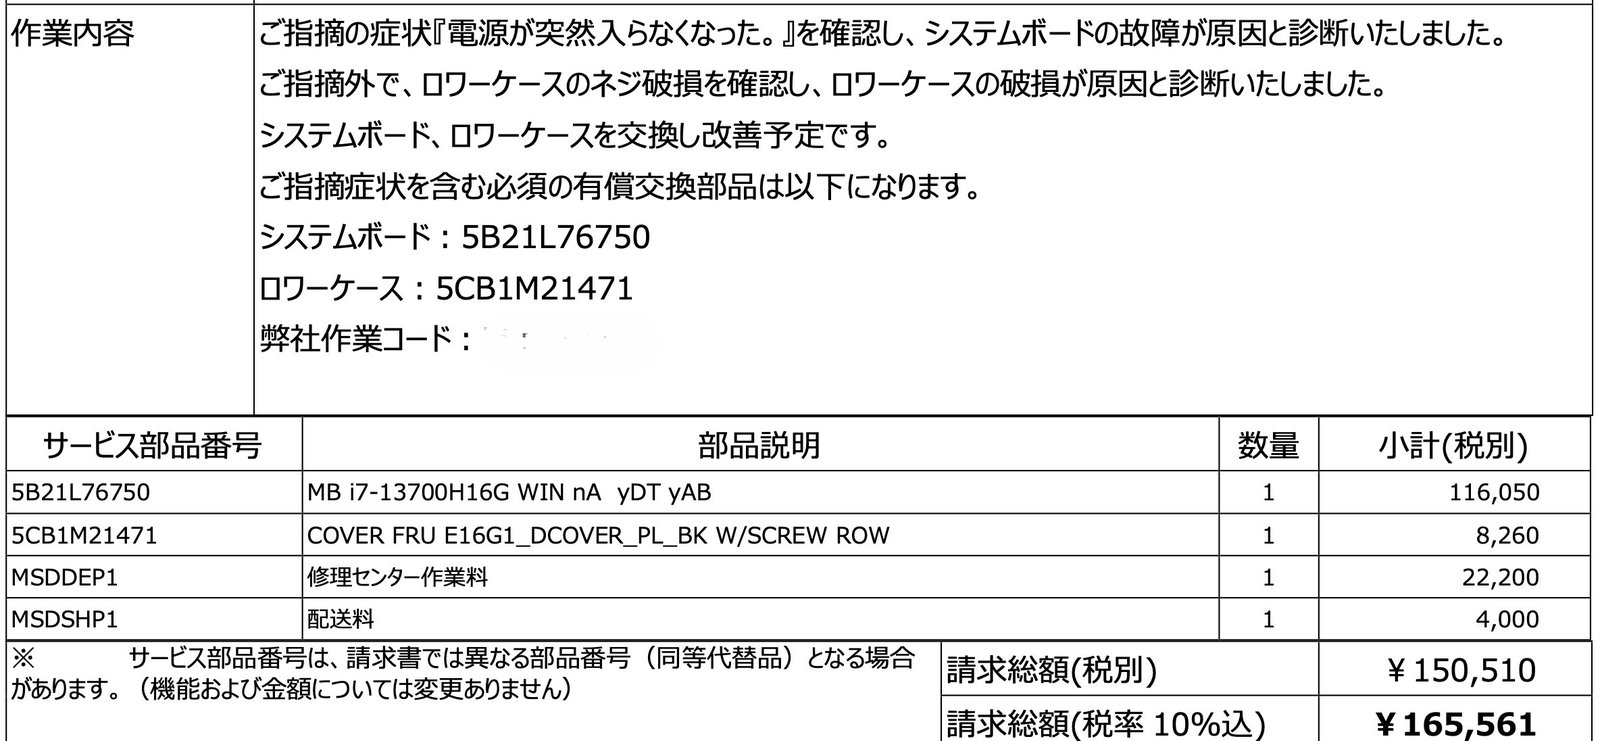 作業内容
ご指摘の症状『電源が突然入らなくなった。』を確認し、システムボードの故障が原因と診断いたしました。
ご指摘外で、ロワーケースのネジ破損を確認し、ロワーケースの破損が原因と診断いたしました。
システムボード、ロワーケースを交換し改善予定です。
ご指摘症状を含む必須の有償交換部品は以下になります。
システムボード：5B21L76750
ロワーケース：5CB1M21471
弊社作業コード：
サービス部品番号 部品説明 数量 小計(税別)
5B21L76750 MB i7-13700H16G WIN nA yDT yAB 1 116,050
5CB1M21471 COVER FRU E16G1_DCOVER_PL_BK W/SCREW ROW 1 8,260
MSDDEP1 修理センター作業料 1 22,200
MSDSHP1 配送料 1 4,000
※ サービス部品番号は、請求書では異なる部品番号（同等代替品）となる場合
があります。（機能および金額については変更ありません）
請求総額(税別) ￥150,510
請求総額(税率 10%込) ￥165,561